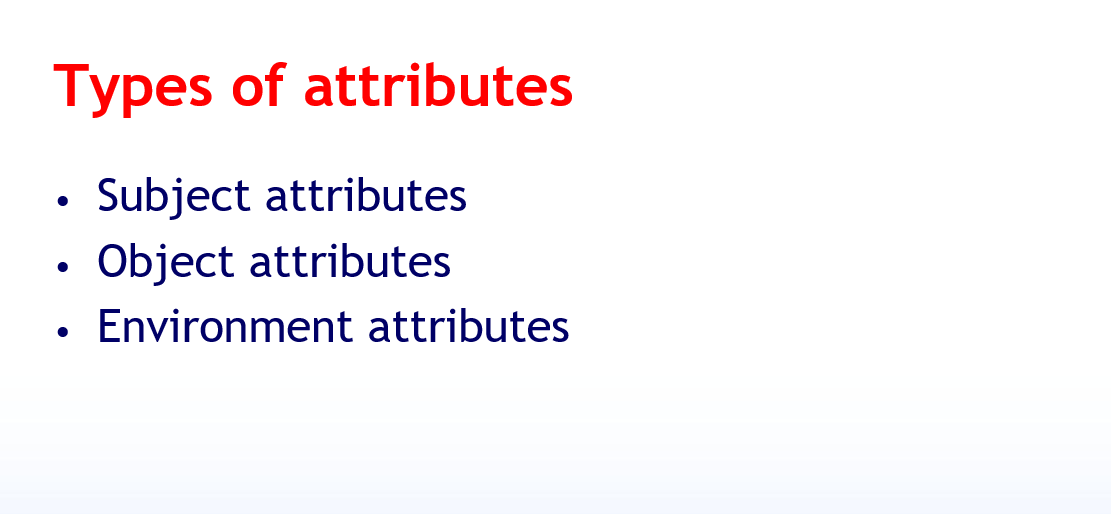 Types of attributes
• Subject attributes
• Object attributes
• Environment attributes